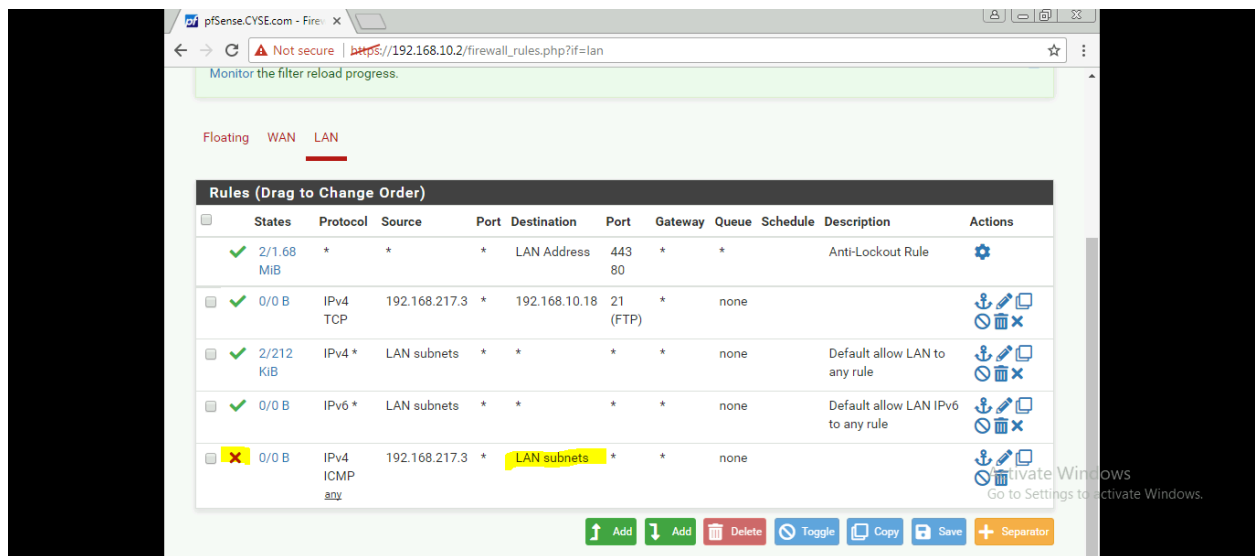 pfSense.CYSE.com - Firew
Not secure | https://192.168.10.2/firewall_rules.php?if=lan
Monitor the filter reload progress.
Floating WAN LAN
Rules (Drag to Change Order)
States Protocol Source Port Destination Port Gateway Queue Schedule Description Actions
2/1.68 * * * LAN Address 443 * * Anti-Lockout Rule
MiB 80
0/0 B IPv4 192.168.217.3 * 192.168.10.18 21 * none
TCP (FTP)
2/212 IPv4 * LAN subnets * * * * none Default allow LAN to
KiB any rule
0/0 B IPv6 * LAN subnets * * * * none Default allow LAN IPv6
to any rule
0/0 B IPv4 192.168.217.3 * LAN subnets * * none
ICMP
any
Activate Windows
Go to Settings to activate Windows.
Add Add Delete Toggle Copy Save Separator